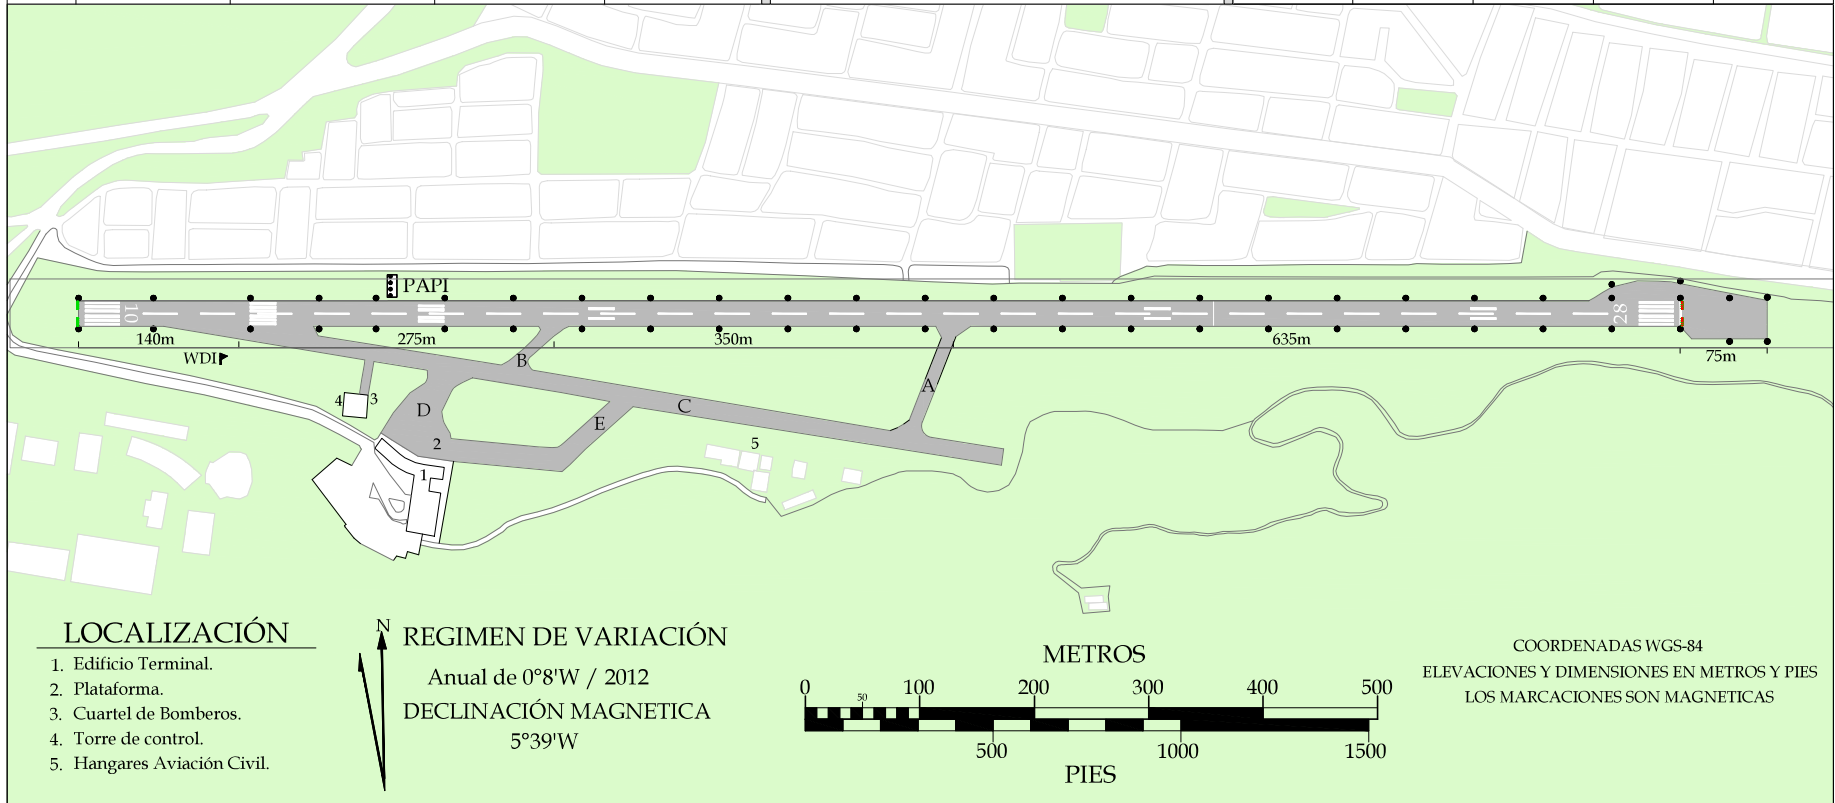 PAPI
10
28
140m
275m
350m
635m
75m
WDI
B
A
C
D
E
4
3
2
1
5
LOCALIZACIÓN
1. Edificio Terminal.
2. Plataforma.
3. Cuartel de Bomberos.
4. Torre de control.
5. Hangares Aviación Civil.
N
REGIMEN DE VARIACIÓN
Anual de 0°8'W / 2012
DECLINACIÓN MAGNETICA
5°39'W
METROS
0 50 100 200 300 400 500
500 1000 1500
PIES
COORDENADAS WGS-84
ELEVACIONES Y DIMENSIONES EN METROS Y PIES
LOS MARCACIONES SON MAGNETICAS